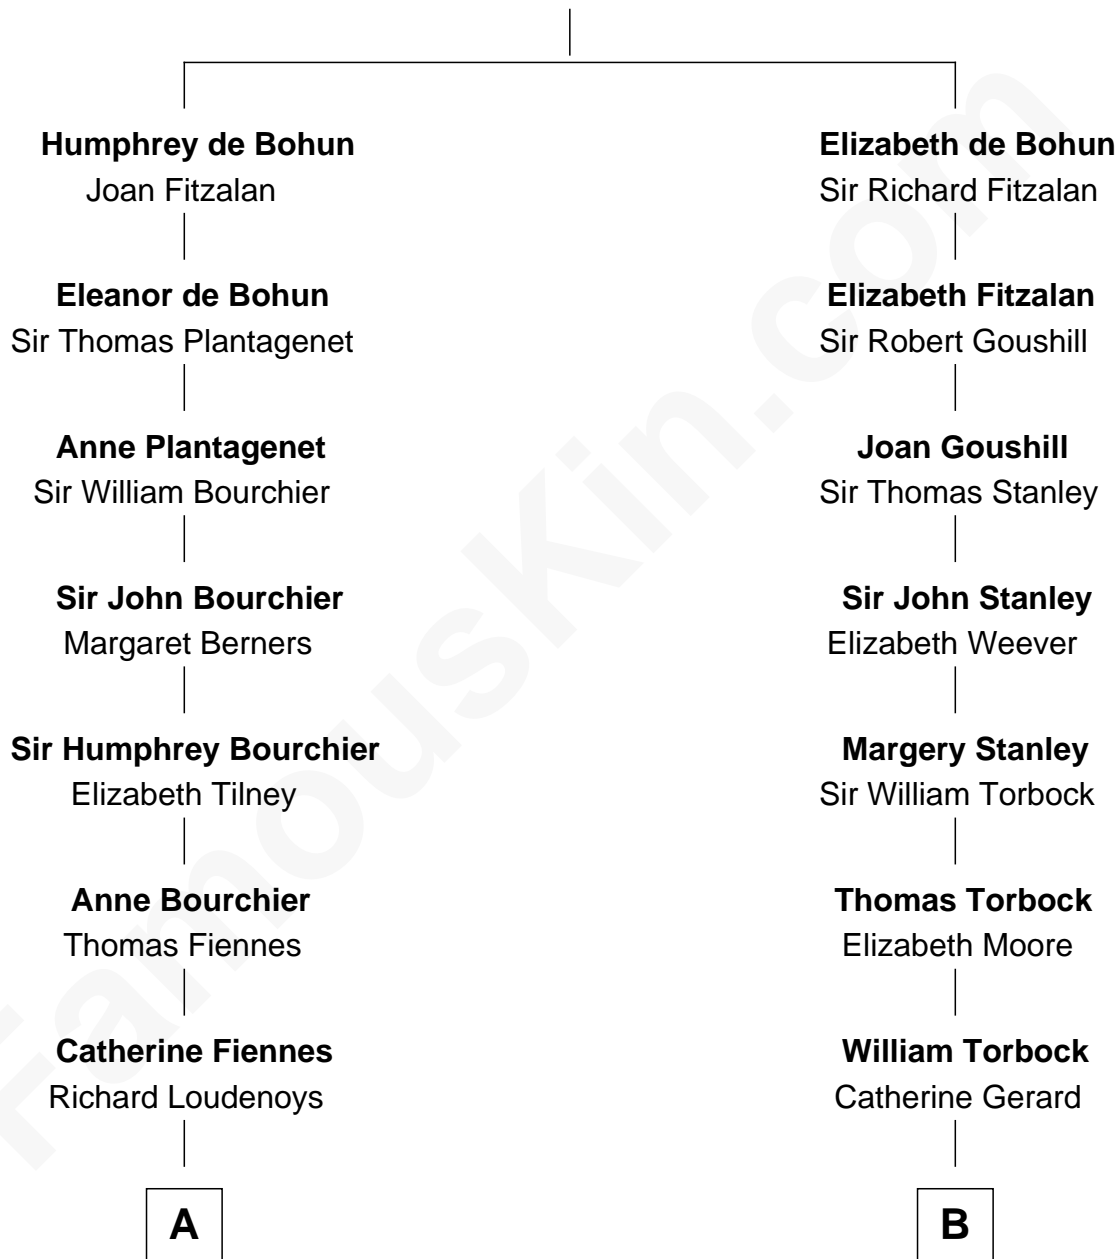 Humphrey de Bohun
Joan Fitzalan
Eleanor de Bohun
Sir Thomas Plantagenet
Anne Plantagenet
Sir William Bourchier
Sir John Bourchier
Margaret Berners
Sir Humphrey Bourchier
Elizabeth Tilney
Anne Bourchier
Thomas Fiennes
Catherine Fiennes
Richard Loudenoys
A
Elizabeth de Bohun
Sir Richard Fitzalan
Elizabeth Fitzalan
Sir Robert Goushill
Joan Goushill
Sir Thomas Stanley
Sir John Stanley
Elizabeth Weever
Margery Stanley
Sir William Torbock
Thomas Torbock
Elizabeth Moore
William Torbock
Catherine Gerard
B
FamousKin.com